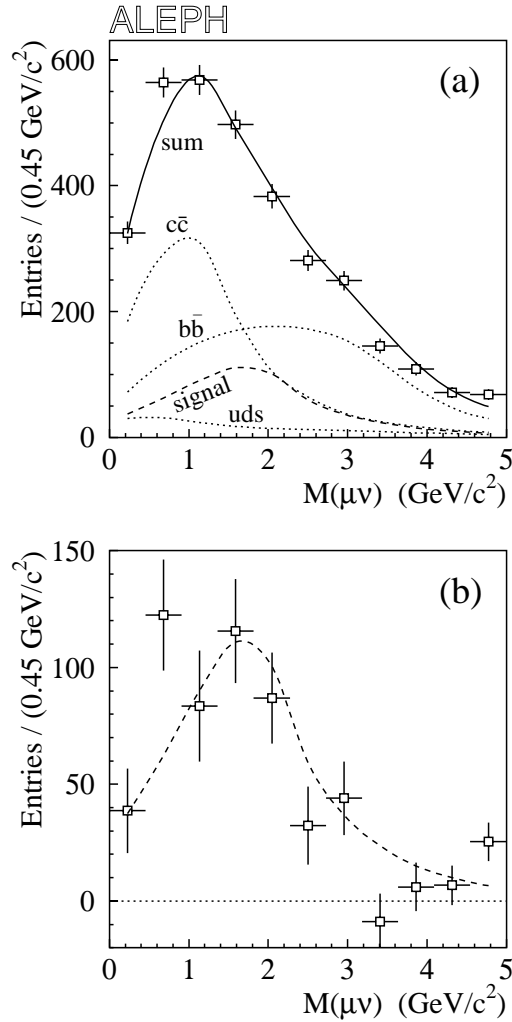 ALEPH
(a)
Entries / (0.45 GeV/c²)
600
400
200
0
sum
cc̄
bb̄
signal
uds
0 1 2 3 4 5
M(μν) (GeV/c²)
(b)
Entries / (0.45 GeV/c²)
150
100
50
0
0 1 2 3 4 5
M(μν) (GeV/c²)